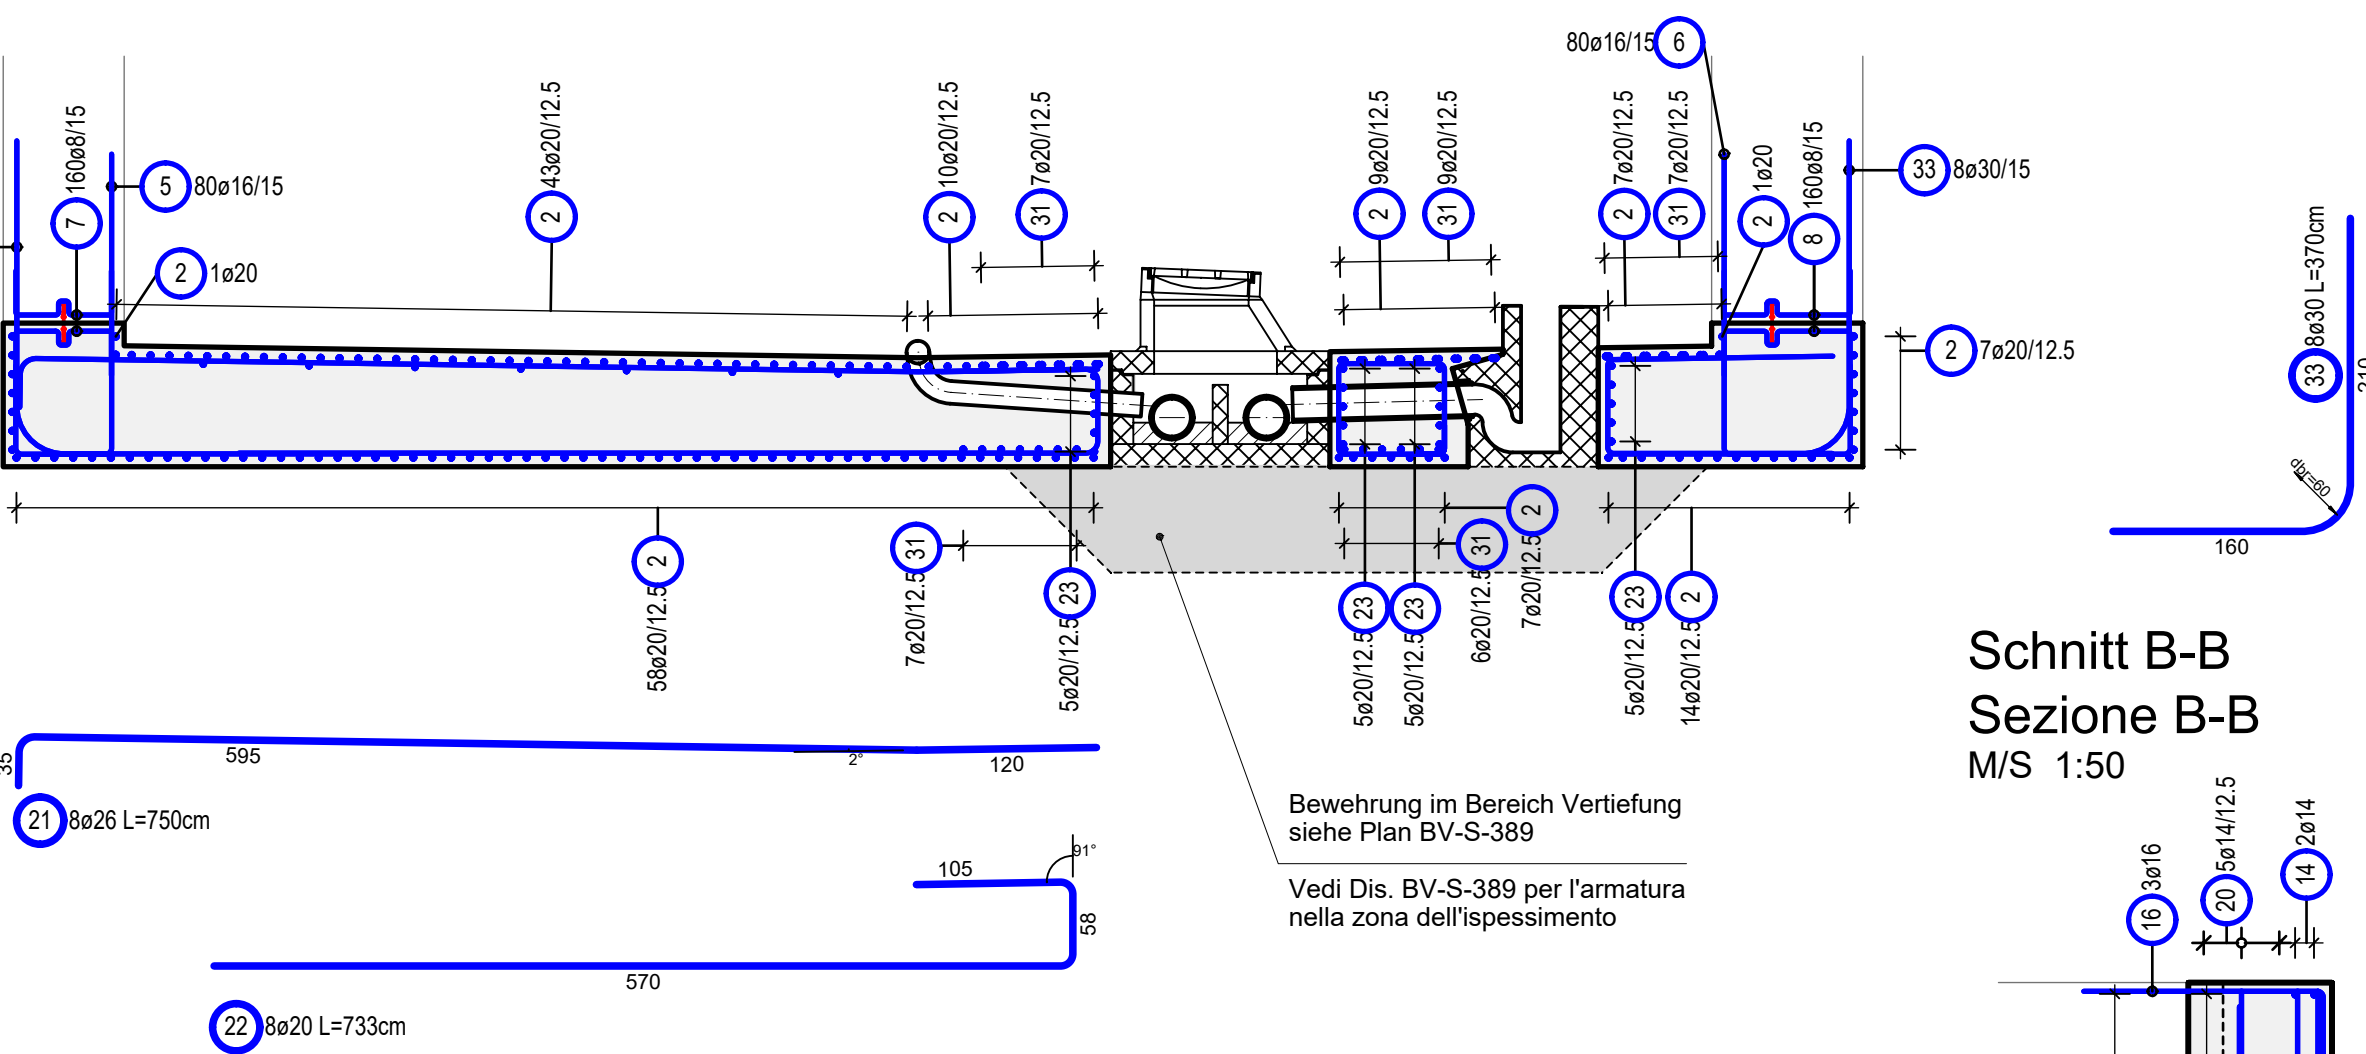 80ø16/15 6
160ø8/15
7
5 80ø16/15
2 1ø20
43ø20/12.5
2
10ø20/12.5
2
7ø20/12.5
31
9ø20/12.5
2
9ø20/12.5
31
7ø20/12.5
2
7ø20/12.5
31
1ø20
2
160ø8/15
8
33 8ø30/15
2 7ø20/12.5
33 8ø30 L=370cm
210
dbr=60
160
2
58ø20/12.5
31
7ø20/12.5
23
5ø20/12.5
23
5ø20/12.5
23
5ø20/12.5
31
6ø20/12.5
2
7ø20/12.5
23
5ø20/12.5
2
14ø20/12.5
Schnitt B-B
Sezione B-B
M/S 1:50
35
595
2°
120
21 8ø26 L=750cm
Bewehrung im Bereich Vertiefung
siehe Plan BV-S-389
Vedi Dis. BV-S-389 per l'armatura
nella zona dell'ispessimento
105
91°
58
570
22 8ø20 L=733cm
3ø16
16
5ø14/12.5
20
2ø14
14